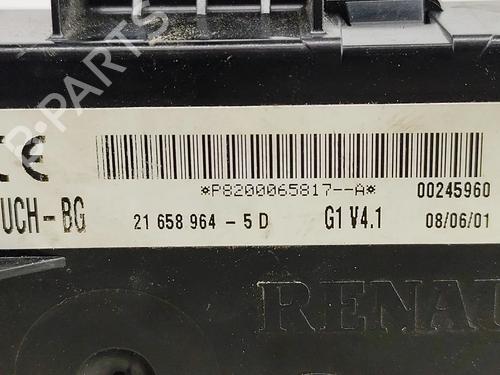 B-PARTS
CE
*P8200065817--A* 00245960
UCH-BG 21 658 964 - 5 D G1 V4.1 08/06/01
RENAU